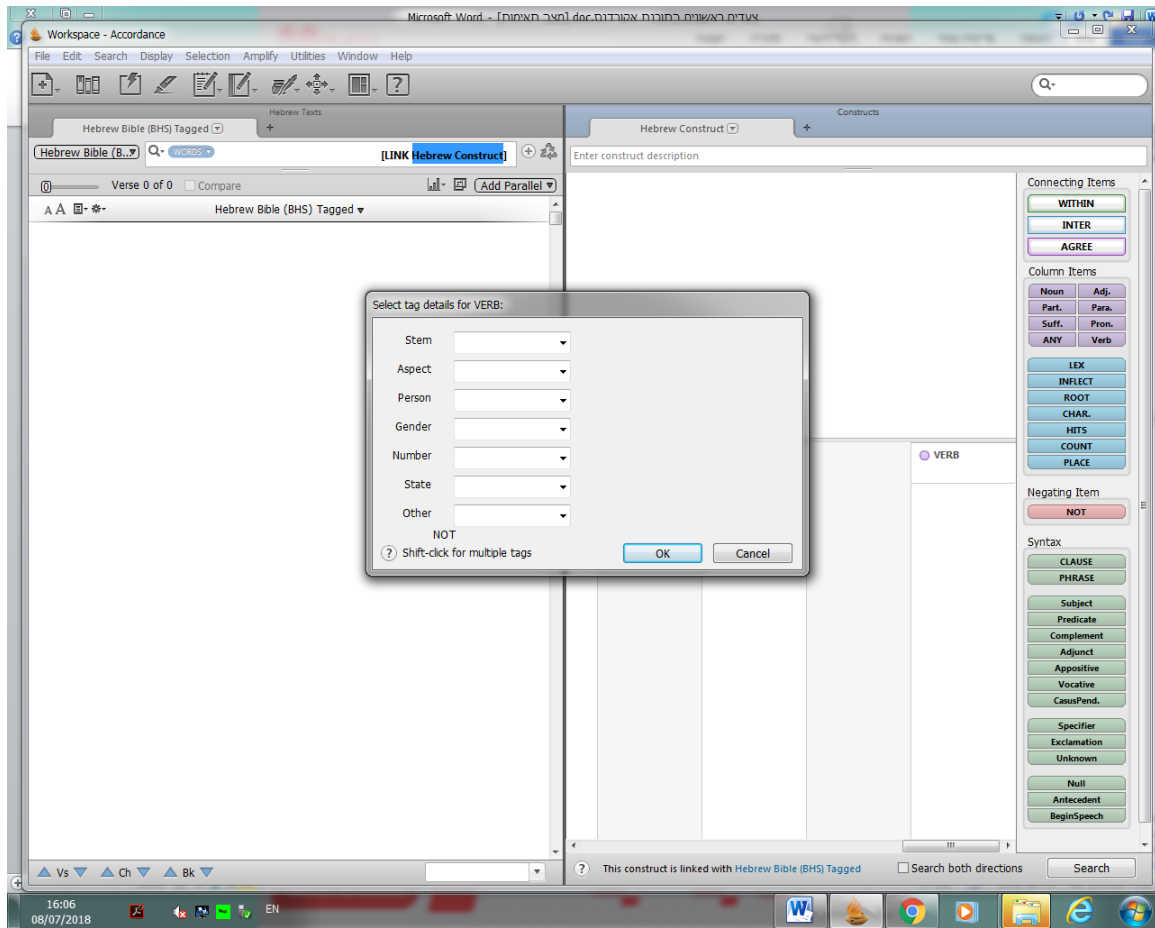 Microsoft Word - [מצב תאימות] doc.צעדים ראשונים בתוכנת אקורדנס
Workspace - Accordance
File Edit Search Display Selection Amplify Utilities Window Help
Hebrew Texts
Constructs
Hebrew Bible (BHS) Tagged
Hebrew Construct
Hebrew Bible (B...
WORDS
[LINK Hebrew Construct]
Enter construct description
Verse 0 of 0
Compare
Add Parallel
Hebrew Bible (BHS) Tagged
Connecting Items
WITHIN
INTER
AGREE
Column Items
Noun Adj.
Part. Para.
Suff. Pron.
ANY Verb
LEX
INFLECT
ROOT
CHAR.
HITS
COUNT
PLACE
Negating Item
NOT
Syntax
CLAUSE
PHRASE
Subject
Predicate
Complement
Adjunct
Appositive
Vocative
CasusPend.
Specifier
Exclamation
Unknown
Null
Antecedent
BeginSpeech
Select tag details for VERB:
Stem
Aspect
Person
Gender
Number
State
Other
NOT
? Shift-click for multiple tags
OK Cancel
VERB
Vs Ch Bk
? This construct is linked with Hebrew Bible (BHS) Tagged
Search both directions
Search
16:06
08/07/2018
EN